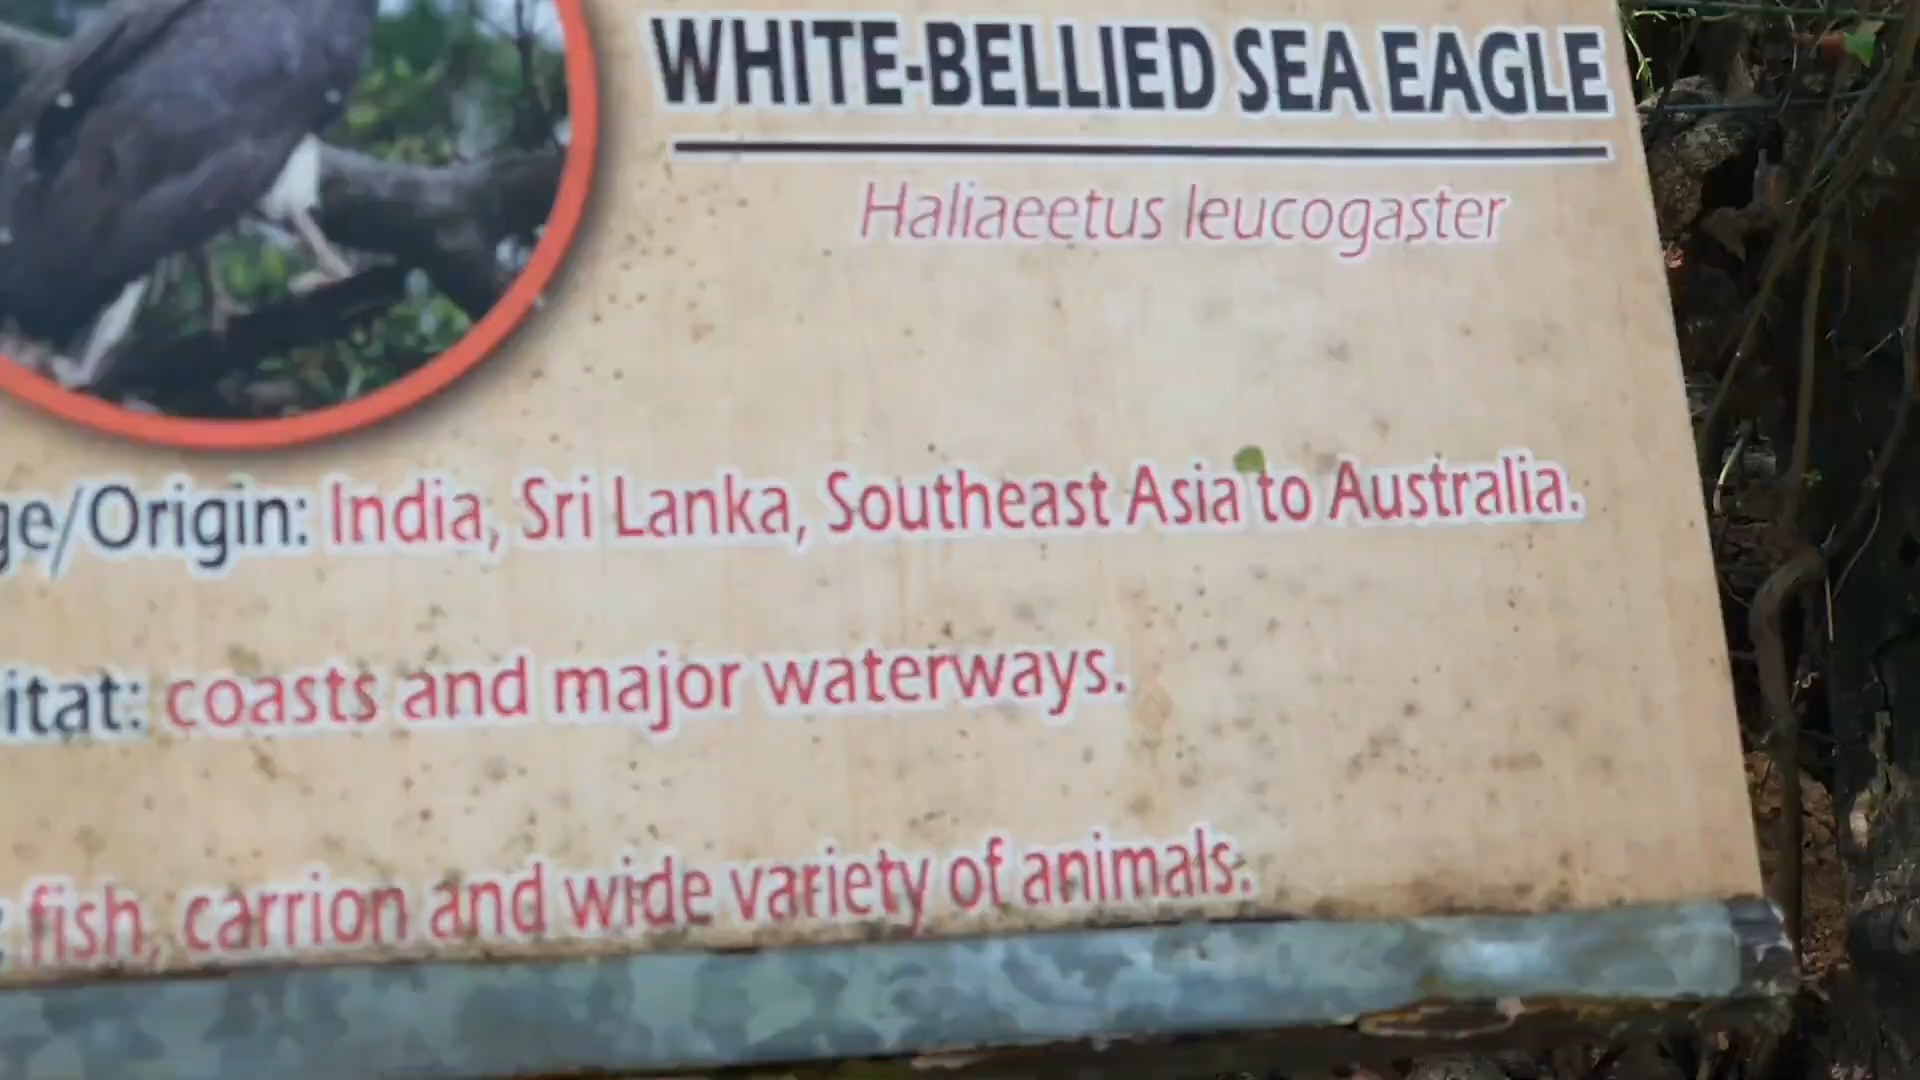 WHITE-BELLIED SEA EAGLE
Haliaeetus leucogaster
ge/Origin: India, Sri Lanka, Southeast Asia to Australia.
itat: coasts and major waterways.
: fish, carrion and wide variety of animals.